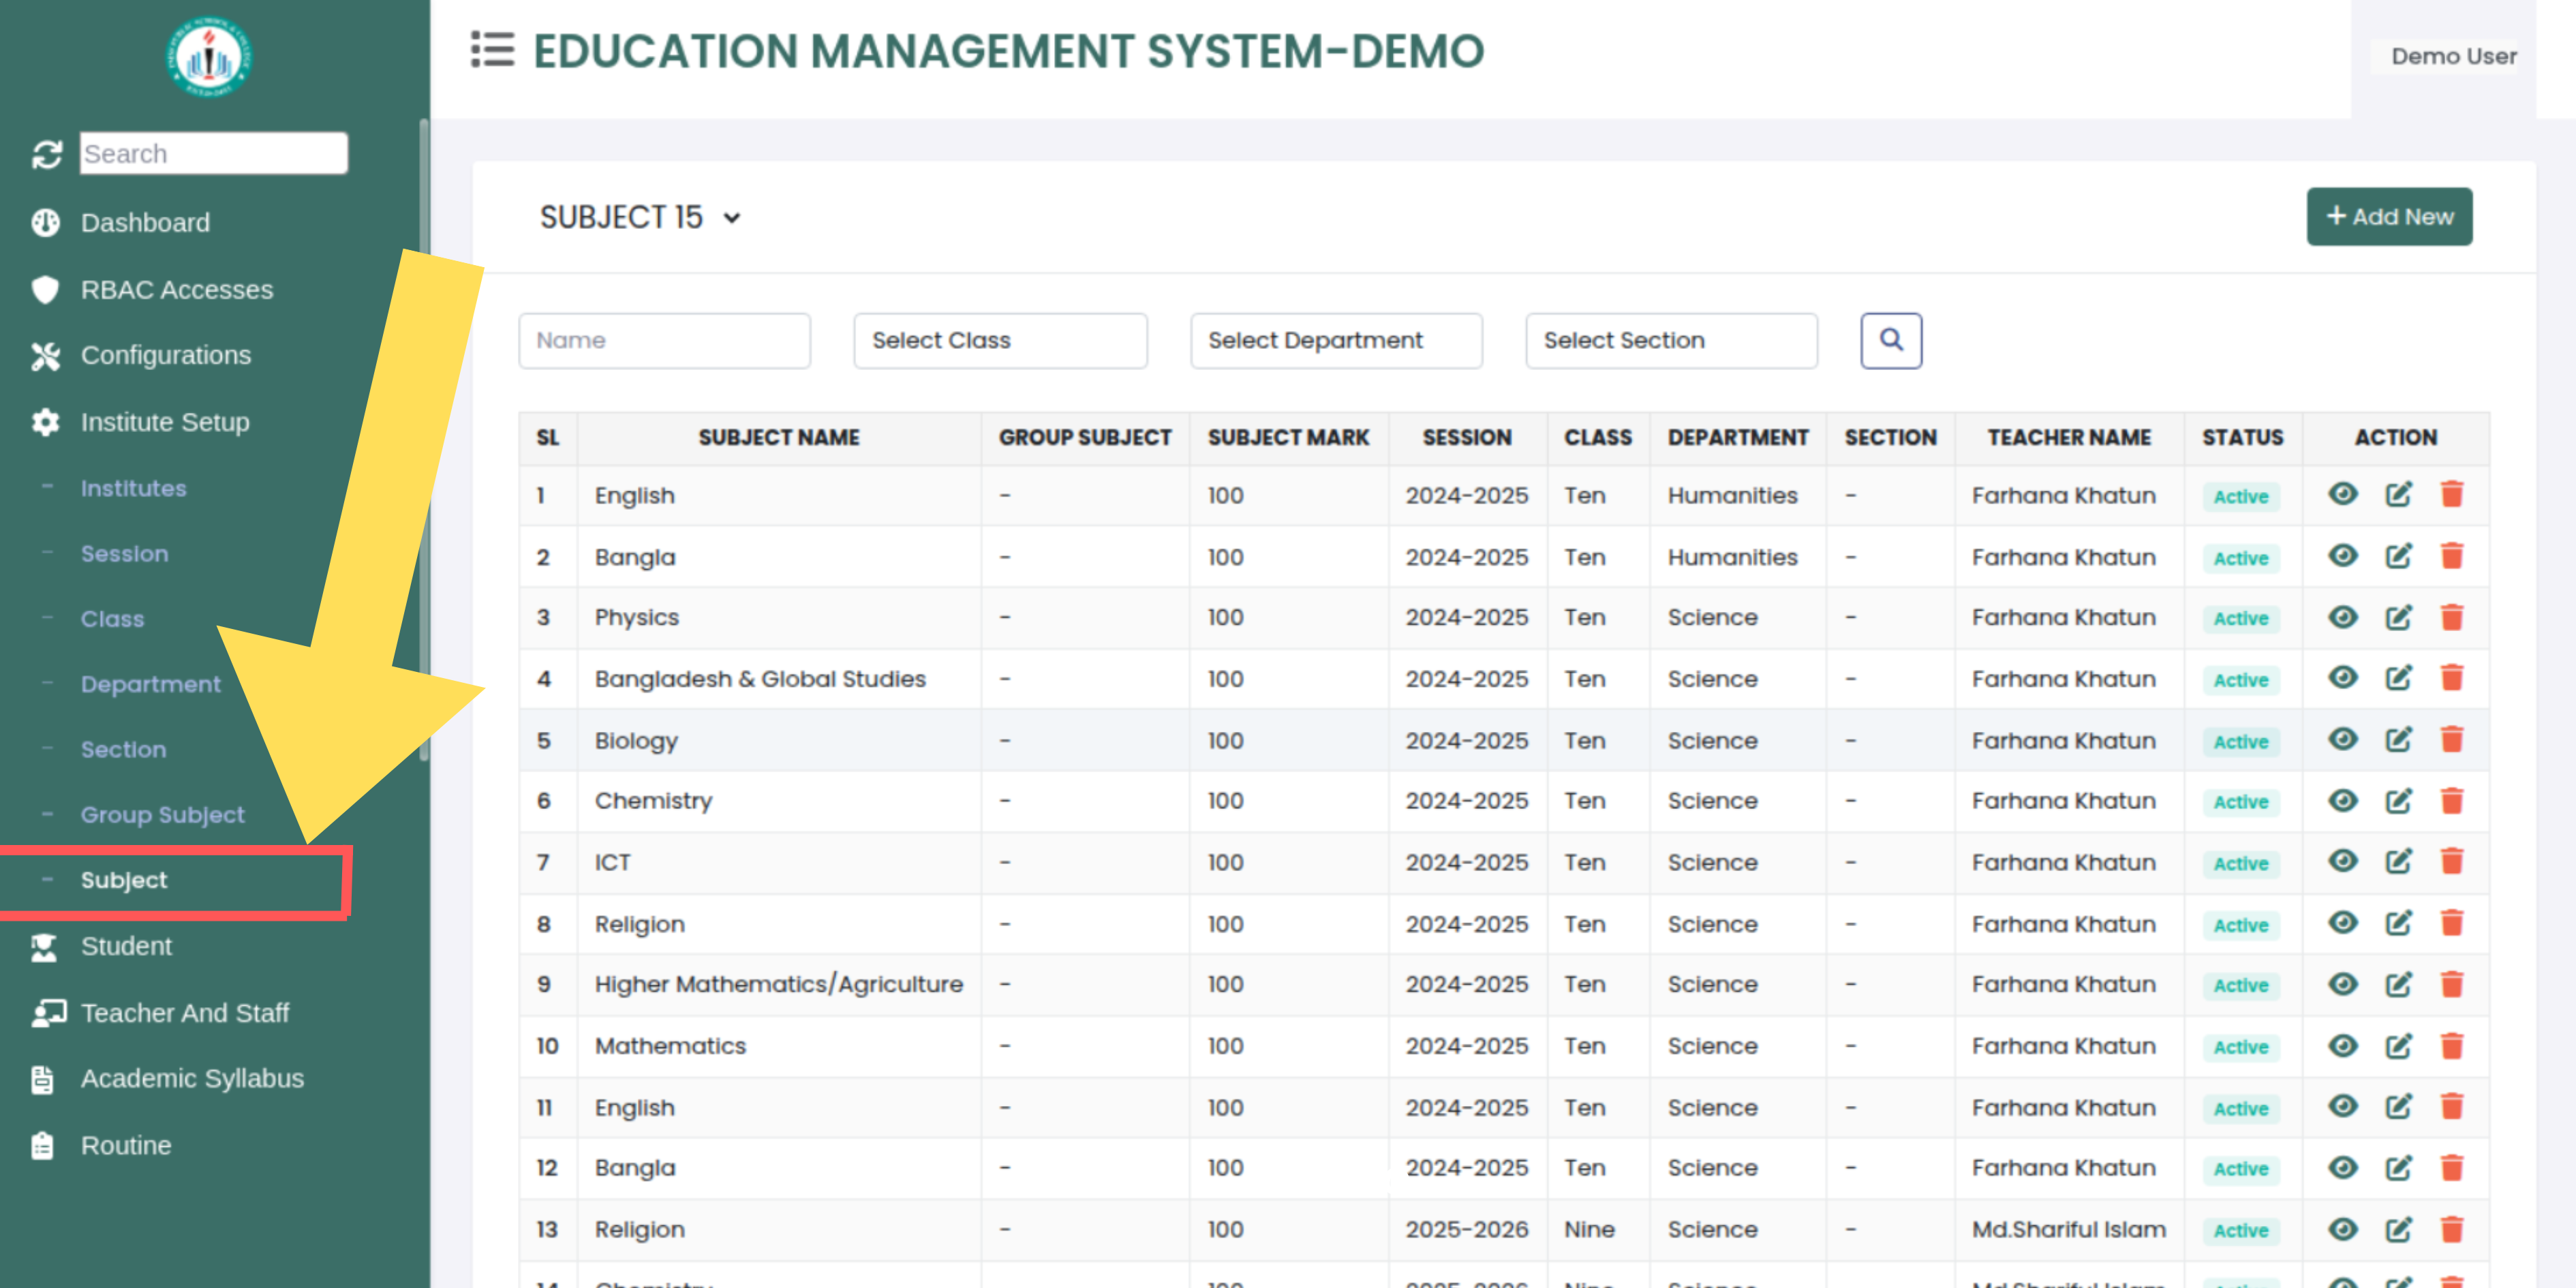 EDUCATION MANAGEMENT SYSTEM-DEMO
Demo User
Search
Dashboard
RBAC Accesses
Configurations
Institute Setup
- Institutes
- Session
- Class
- Department
- Section
- Group Subject
- Subject
Student
Teacher And Staff
Academic Syllabus
Routine
SUBJECT 15
+ Add New
Name Select Class Select Department Select Section
SL SUBJECT NAME GROUP SUBJECT SUBJECT MARK SESSION CLASS DEPARTMENT SECTION TEACHER NAME STATUS ACTION
1 English - 100 2024-2025 Ten Humanities - Farhana Khatun Active
2 Bangla - 100 2024-2025 Ten Humanities - Farhana Khatun Active
3 Physics - 100 2024-2025 Ten Science - Farhana Khatun Active
4 Bangladesh & Global Studies - 100 2024-2025 Ten Science - Farhana Khatun Active
5 Biology - 100 2024-2025 Ten Science - Farhana Khatun Active
6 Chemistry - 100 2024-2025 Ten Science - Farhana Khatun Active
7 ICT - 100 2024-2025 Ten Science - Farhana Khatun Active
8 Religion - 100 2024-2025 Ten Science - Farhana Khatun Active
9 Higher Mathematics/Agriculture - 100 2024-2025 Ten Science - Farhana Khatun Active
10 Mathematics - 100 2024-2025 Ten Science - Farhana Khatun Active
11 English - 100 2024-2025 Ten Science - Farhana Khatun Active
12 Bangla - 100 2024-2025 Ten Science - Farhana Khatun Active
13 Religion - 100 2025-2026 Nine Science - Md.Shariful Islam Active